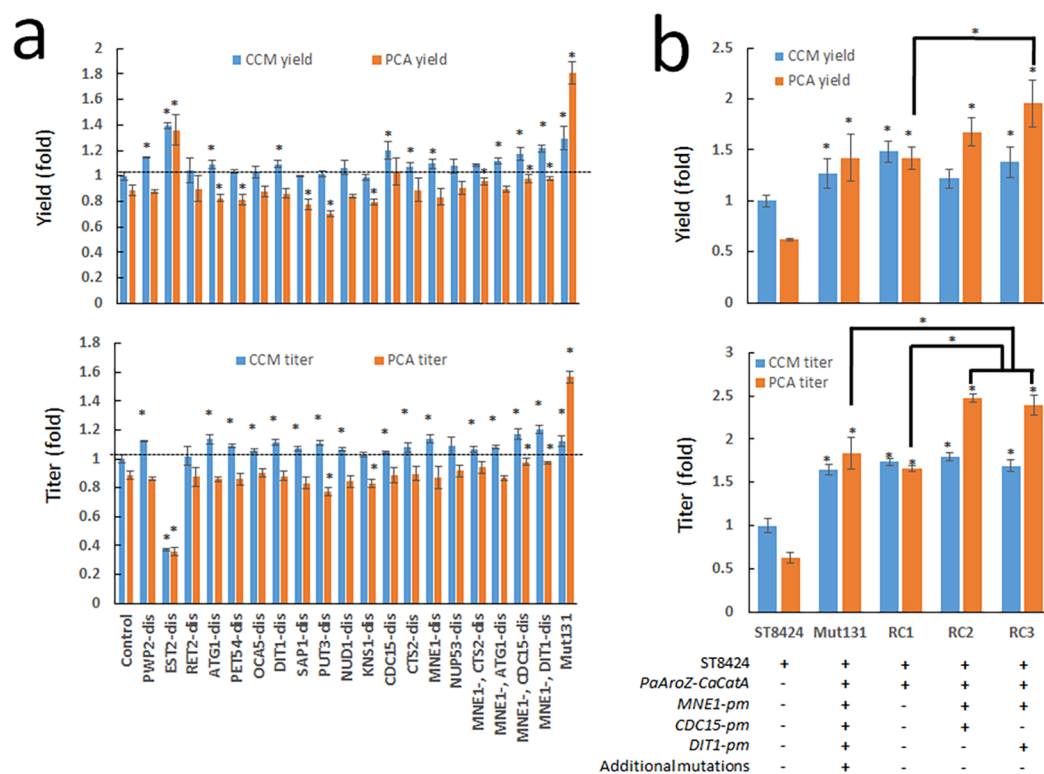 a
Yield (fold)
CCM yield PCA yield
2
1.8
1.6
1.4
1.2
1
0.8
0.6
0.4
0.2
0
* * * * * * * * * * * * * * * * * * * * *
Titer (fold)
CCM titer PCA titer
1.8
1.6
1.4
1.2
1
0.8
0.6
0.4
0.2
0
Control
PWP2-dis
EST2-dis
RET2-dis
ATG1-dis
PET54-dis
OCA5-dis
DIT1-dis
SAP1-dis
PUT3-dis
NUD1-dis
KNS1-dis
CDC15-dis
CTS2-dis
MNE1-dis
NUP53-dis
MNE1-, CTS2-dis
MNE1-, ATG1-dis
MNE1-, CDC15-dis
MNE1-, DIT1-dis
Mut131
b
Yield (fold)
CCM yield
PCA yield
2.5
2
1.5
1
0.5
0
Titer (fold)
CCM titer
PCA titer
3
2.5
2
1.5
1
0.5
0
ST8424 Mut131 RC1 RC2 RC3
ST8424 + + + + +
PaAroZ-CaCatA - + + + +
MNE1-pm - + - + +
CDC15-pm - + - + -
DIT1-pm - + - - +
Additional mutations - + - - -